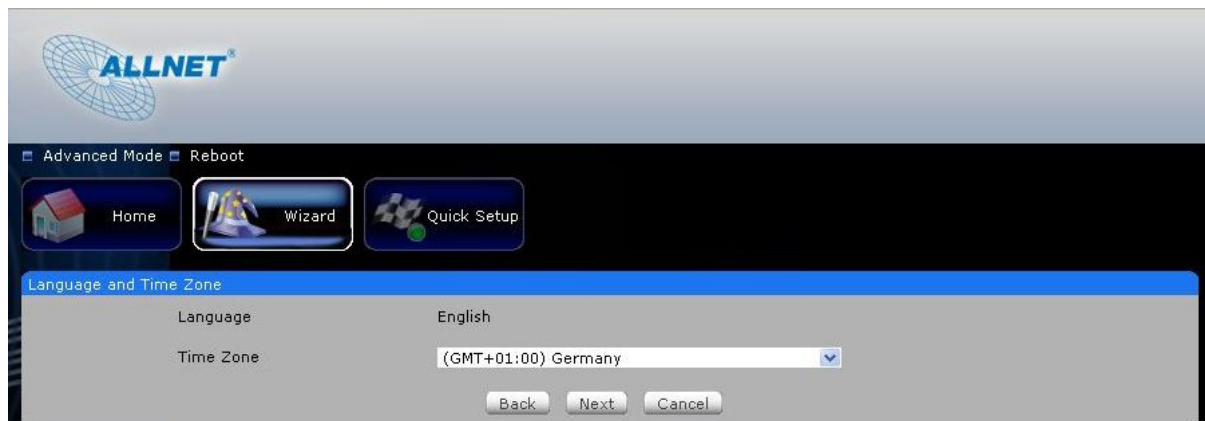 ALLNET®
Advanced Mode Reboot
Home Wizard Quick Setup
Language and Time Zone
Language English
Time Zone (GMT+01:00) Germany
Back Next Cancel